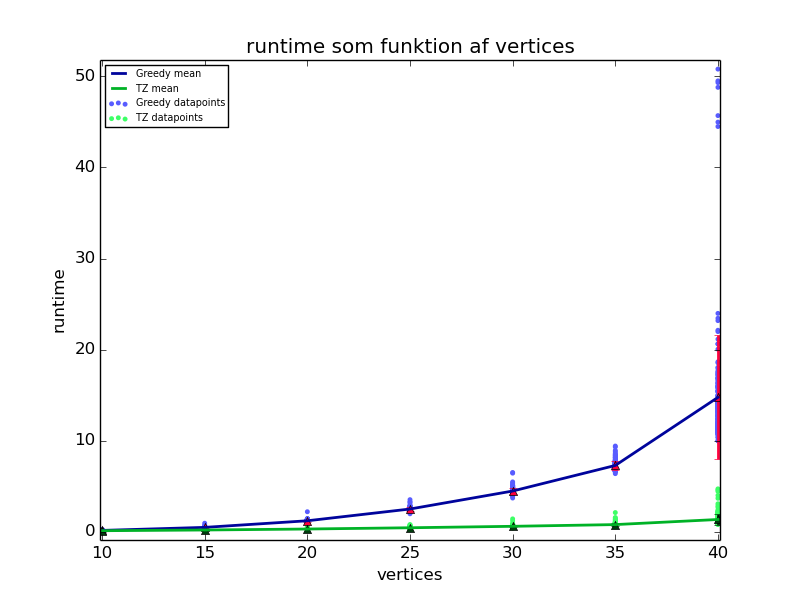 runtime som funktion af vertices
Greedy mean
TZ mean
Greedy datapoints
TZ datapoints
50
40
30
20
10
0
runtime
10 15 20 25 30 35 40
vertices